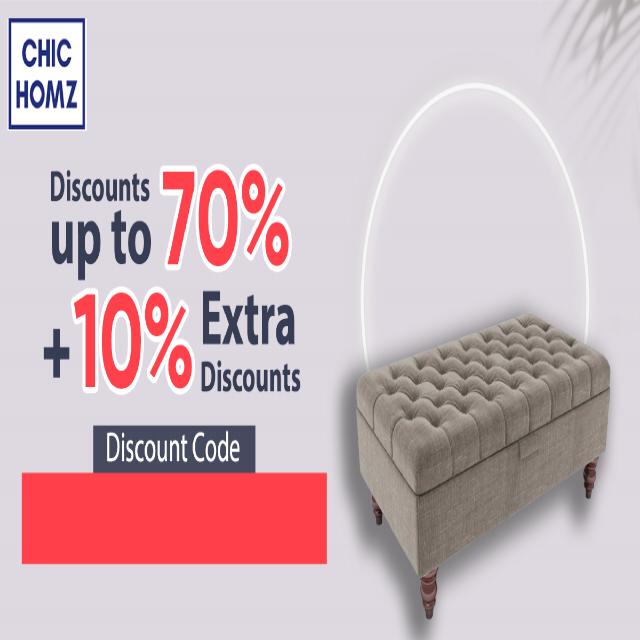 CHIC
HOMZ
Discounts
up to 70%
+10% Extra
Discounts
Discount Code